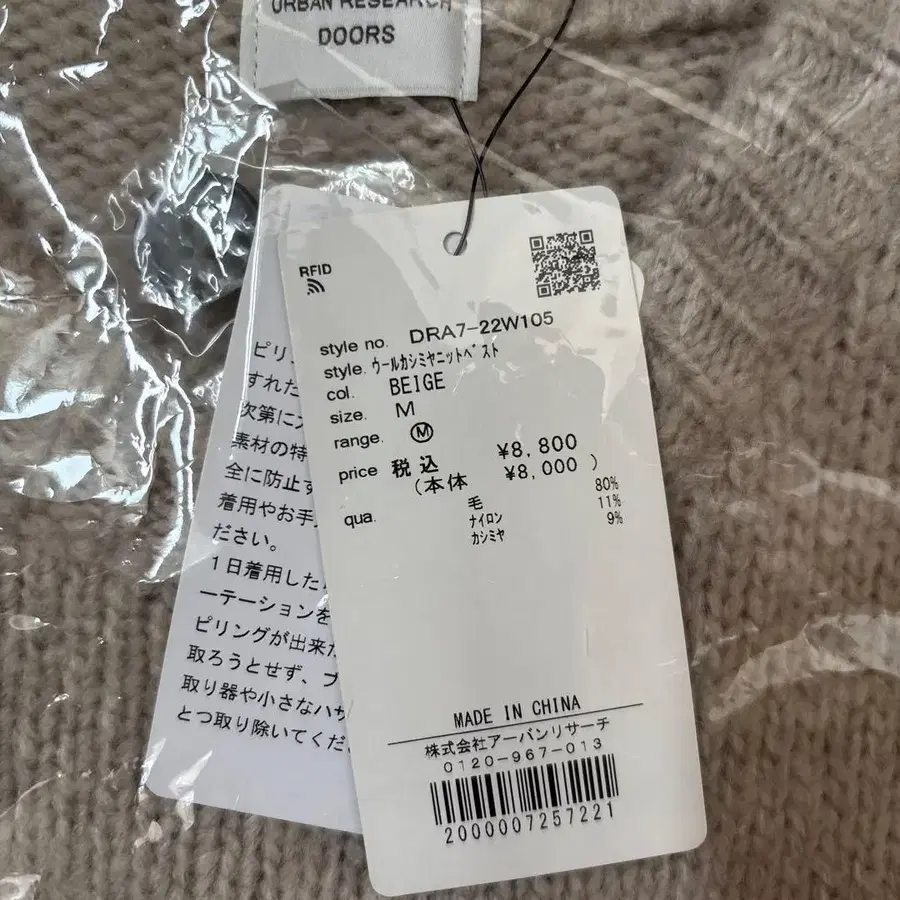 URBAN RESEARCH
DOORS
RFID
style no. DRA7-22W105
style. ウールカシミヤニットベスト
col. BEIGE
size. M
range. Ⓜ
price 税込 ¥8,800
(本体 ¥8,000 )
qua. 毛 80%
ナイロン 11%
カシミヤ 9%
MADE IN CHINA
株式会社アーバンリサーチ
0120-967-013
2000007257221
ピリン
すれた
次第に
素材の特
全に防止す
着用やお手
ださい。
1日着用した
ーテーションを
ピリングが出来た
取ろうとせず、ブ
取り器や小さなハサ
とつ取り除いてくだ